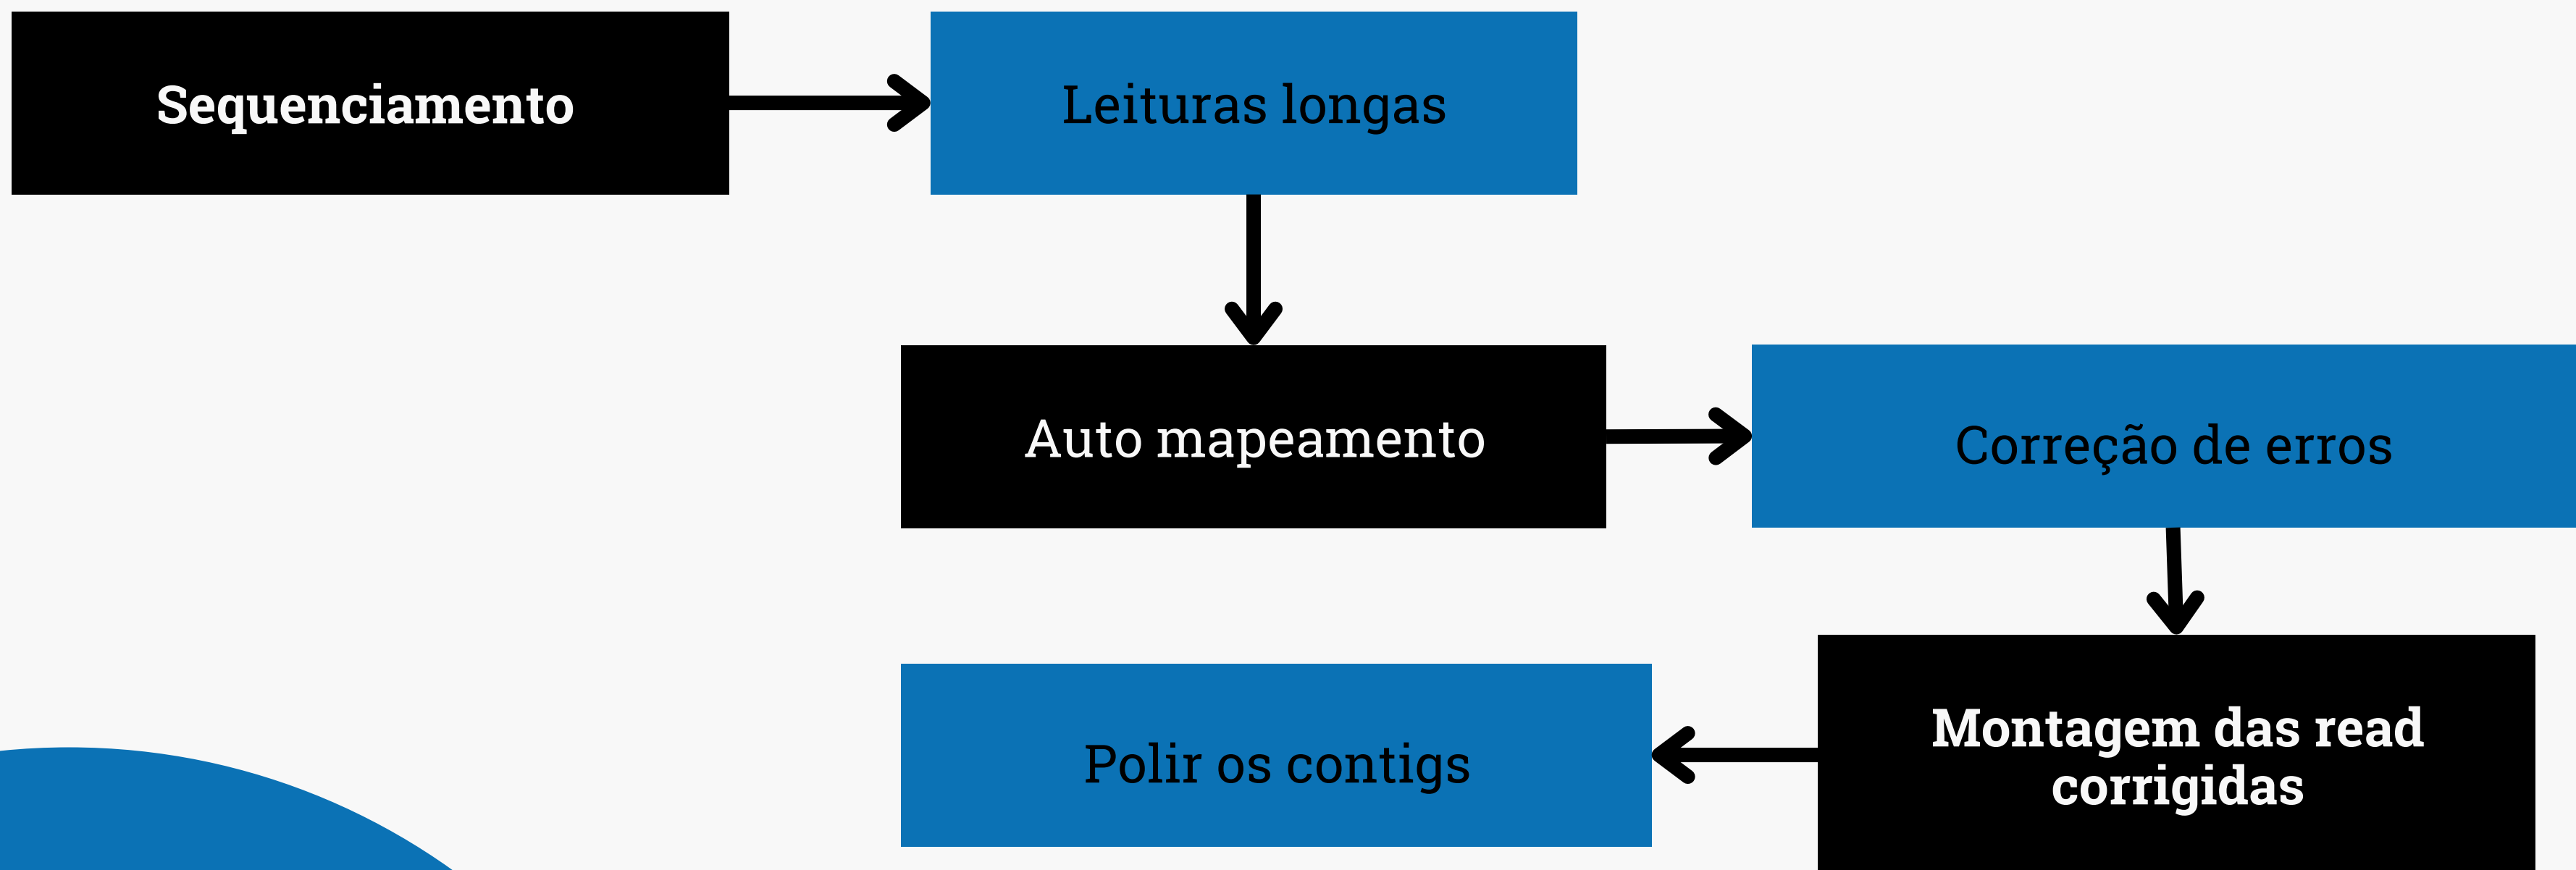 Sequenciamento
Leituras longas
Auto mapeamento
Correção de erros
Montagem das read
corrigidas
Polir os contigs